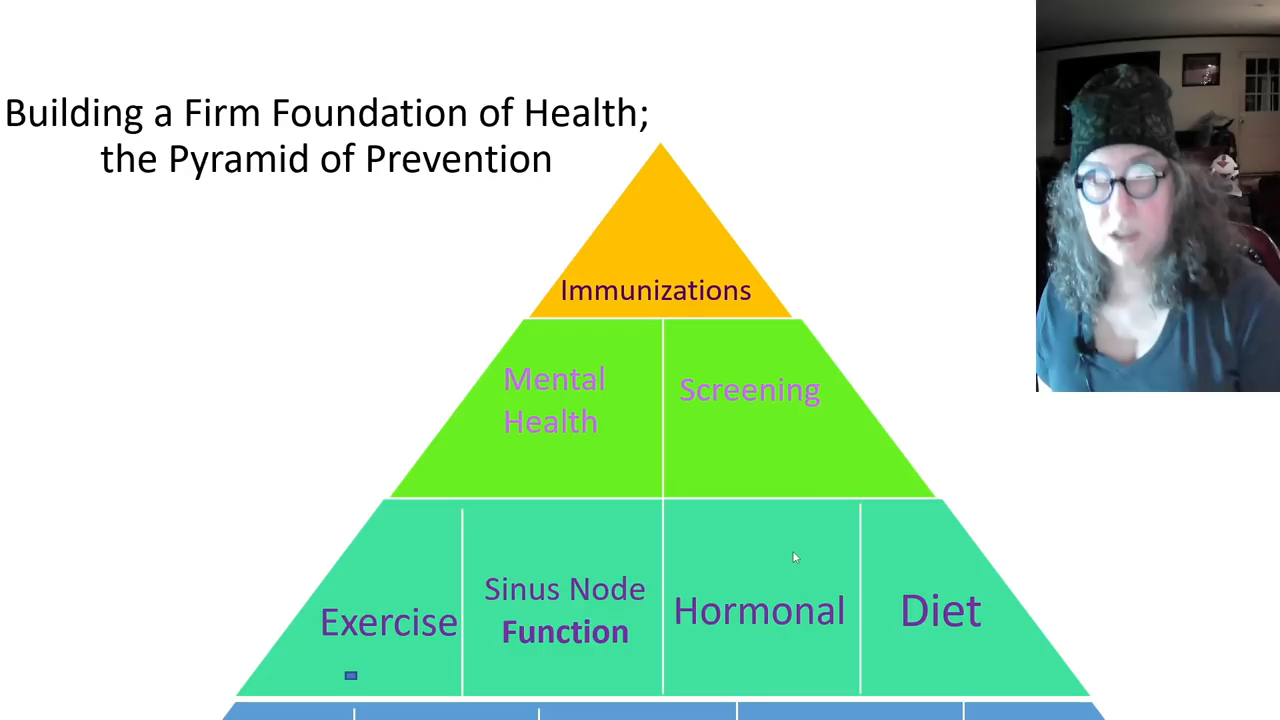 Building a Firm Foundation of Health;
the Pyramid of Prevention
Immunizations
Mental
Health
Screening
Exercise
Sinus Node
Function
Hormonal
Diet